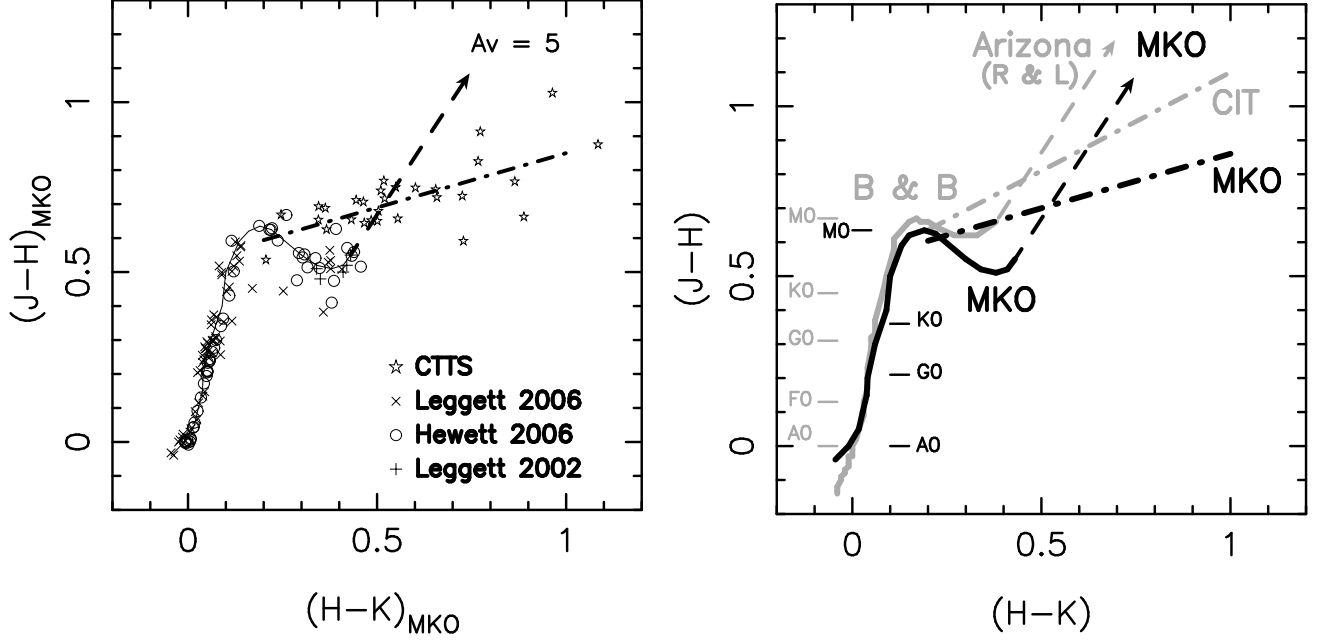 Av = 5
1
0.5
0
(J−H)MKO
CTTS
Leggett 2006
Hewett 2006
Leggett 2002
0
0.5
1
(H−K)MKO
Arizona
(R & L)
MKO
CIT
MKO
B & B
M0
M0
K0
G0
F0
A0
MKO
K0
G0
A0
1
0.5
0
(J−H)
0
0.5
1
(H−K)